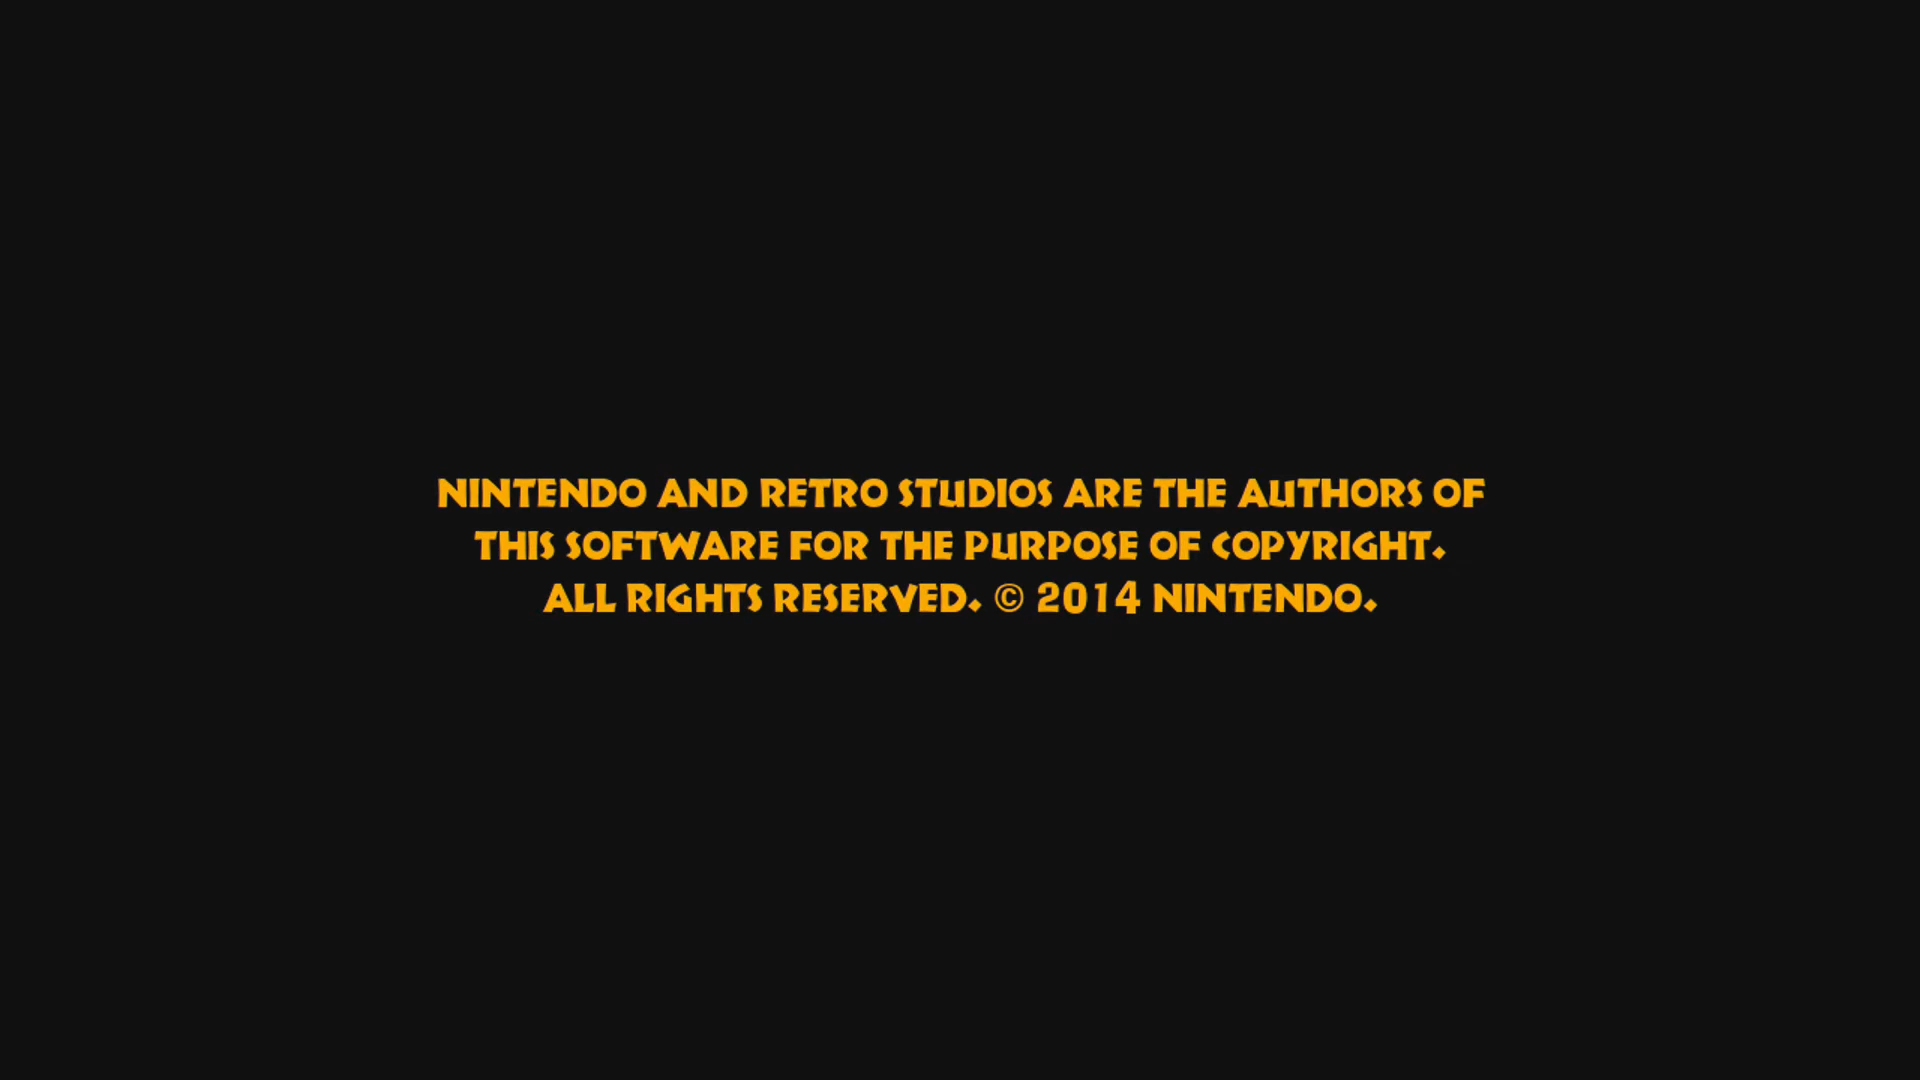 NINTENDO AND RETRO STUDIOS ARE THE AUTHORS OF
THIS SOFTWARE FOR THE PURPOSE OF COPYRIGHT.
ALL RIGHTS RESERVED. © 2014 NINTENDO.